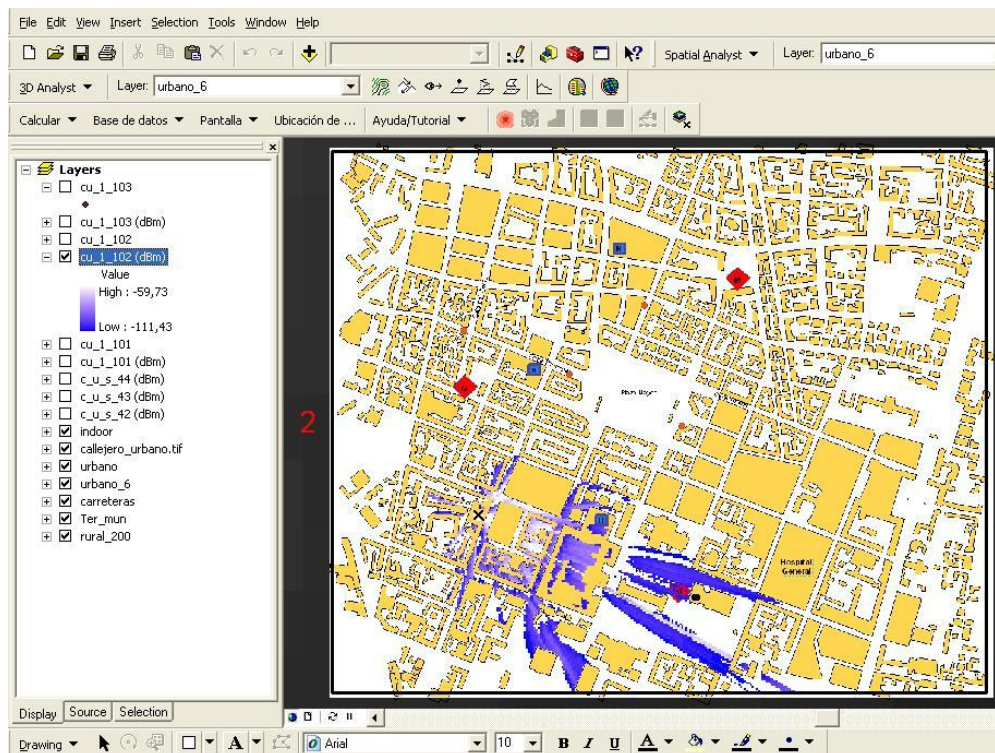 File Edit View Insert Selection Tools Window Help
Spatial Analyst Layer: urbano_6
3D Analyst Layer: urbano_6
Calcular Base de datos Pantalla Ubicación de ... Ayuda/Tutorial
Layers
cu_1_103
cu_1_103 (dBm)
cu_1_102
cu_1_102 (dBm)
Value
High : -59,73
Low : -111,43
cu_1_101
cu_1_101 (dBm)
c_u_s_44 (dBm)
c_u_s_43 (dBm)
c_u_s_42 (dBm)
indoor
callejero_urbano.tif
urbano
urbano_6
carreteras
Ter_mun
rural_200
2
Plaza Mayor
Hospital
General
Display Source Selection
Drawing A Arial 10 B I U A